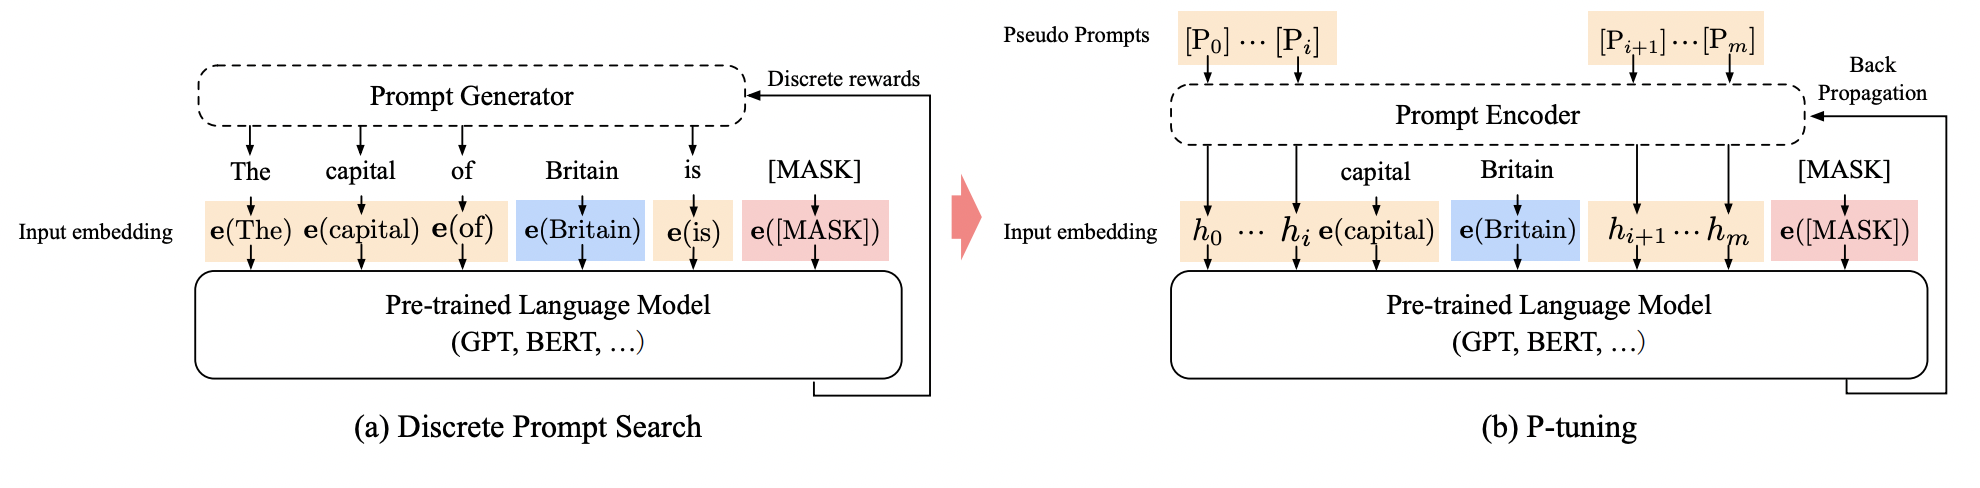 Prompt Generator
Discrete rewards
The capital of Britain is [MASK]
Input embedding e(The) e(capital) e(of) e(Britain) e(is) e([MASK])
Pre-trained Language Model
(GPT, BERT, …)
(a) Discrete Prompt Search
Pseudo Prompts [P0] ⋯ [Pi] [Pi+1] ⋯ [Pm]
Back
Propagation
Prompt Encoder
capital Britain [MASK]
Input embedding h0 ⋯ hi e(capital) e(Britain) hi+1 ⋯ hm e([MASK])
Pre-trained Language Model
(GPT, BERT, …)
(b) P-tuning